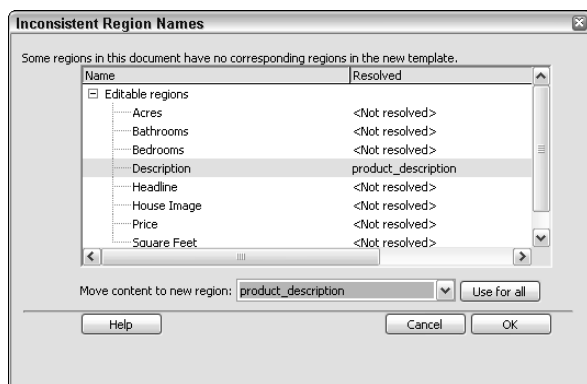 Inconsistent Region Names
Some regions in this document have no corresponding regions in the new template.
Name Resolved
Editable regions
Acres <Not resolved>
Bathrooms <Not resolved>
Bedrooms <Not resolved>
Description product_description
Headline <Not resolved>
House Image <Not resolved>
Price <Not resolved>
Square Feet <Not resolved>
Move content to new region: product_description Use for all
Help Cancel OK